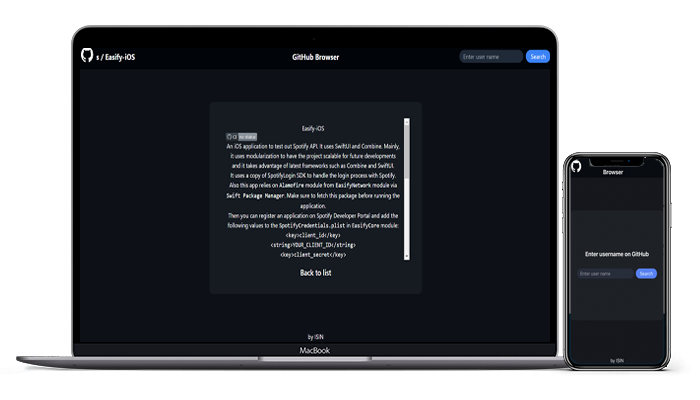 s / Easify-iOS
GitHub Browser
Enter user name
Search
Easify-iOS
CI
An iOS application to test out Spotify API. It uses SwiftUI and Combine. Mainly,
it uses modularization to have the project scalable for future developments
and it takes advantage of latest frameworks such as Combine and SwiftUI.
It uses a copy of SpotifyLogin SDK to handle the login process with Spotify.
Also this app relies on Alamofire module from EasifyNetwork module via
Swift Package Manager. Make sure to fetch this package before running the
application.
Then you can register an application on Spotify Developer Portal and add the
following values to the SpotifyCredentials.plist in EasifyCore module:
<key>client_id</key>
<string>YOUR_CLIENT_ID</string>
<key>client_secret</key>
Back to list
by ISIN
MacBook
Browser
Enter username on GitHub
Enter user name
Search
by ISIN